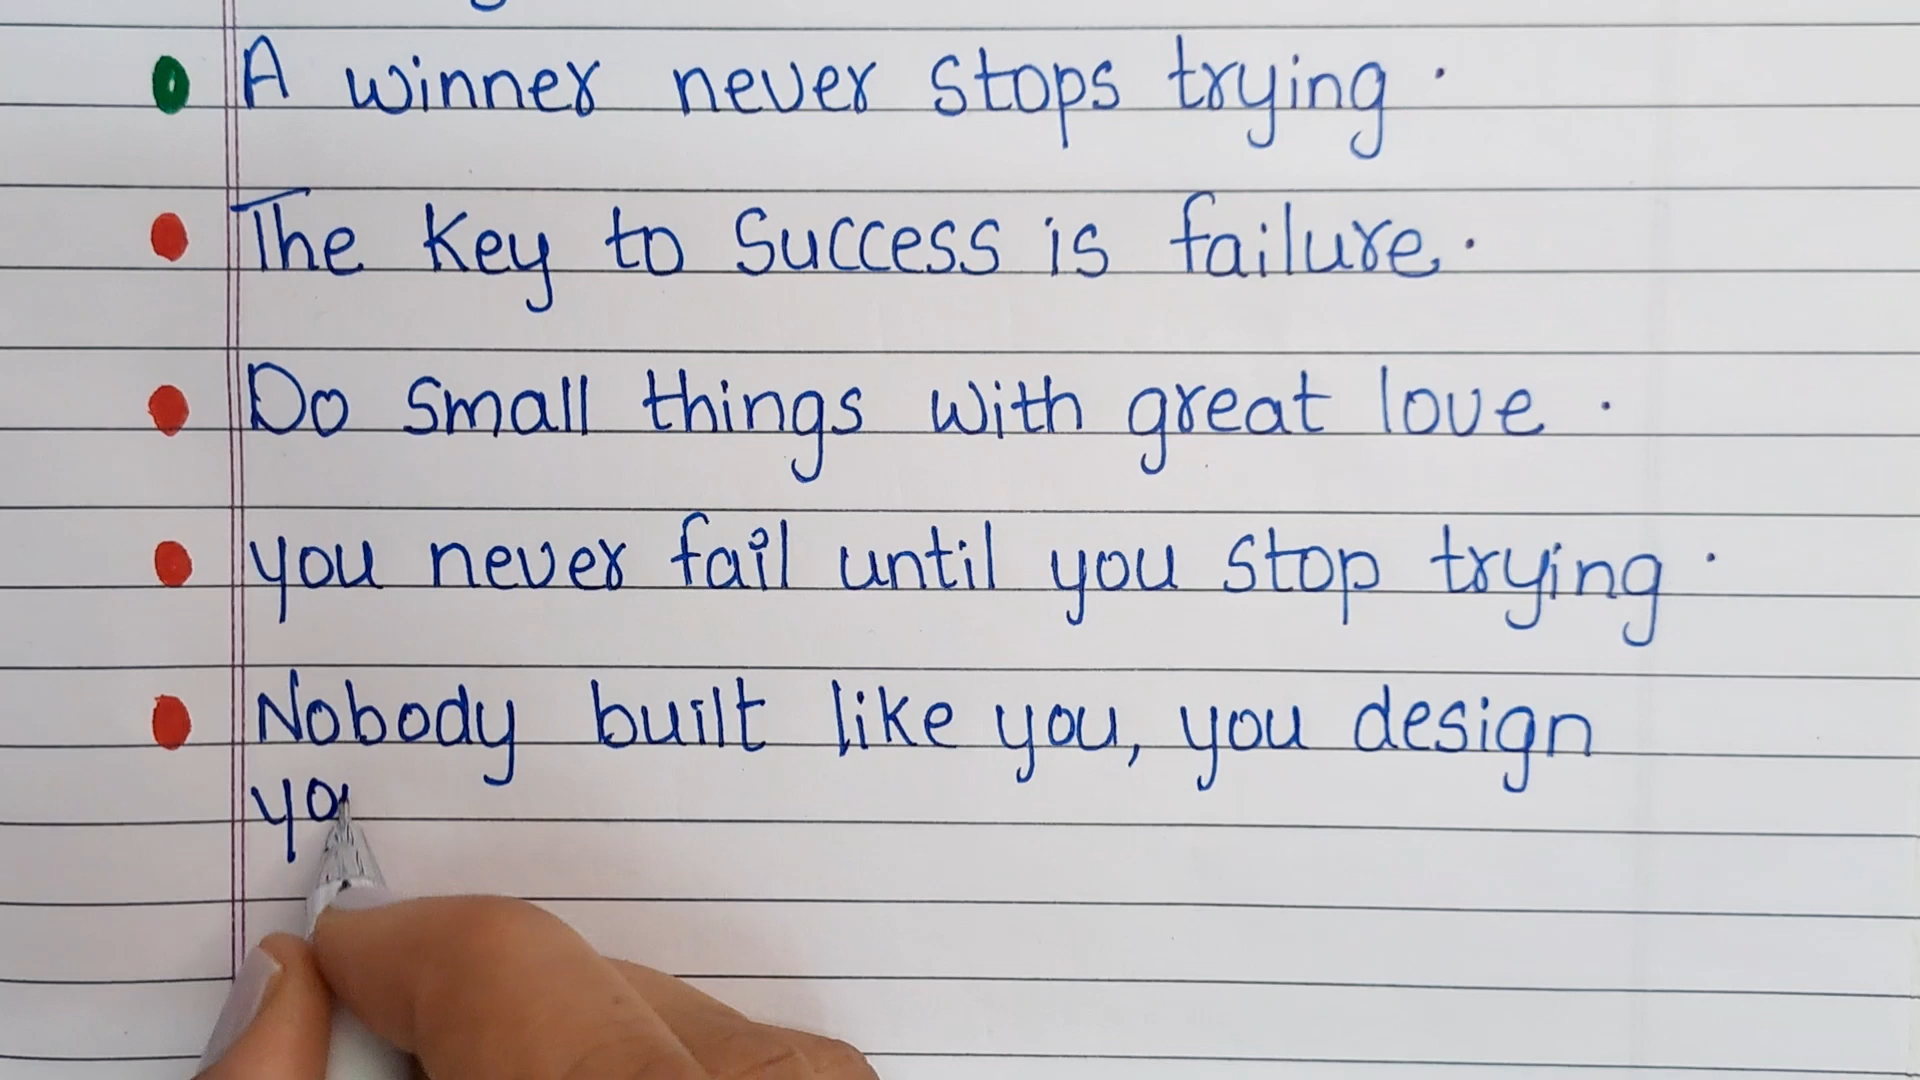 A winner never stops trying.
The Key to Success is failure.
Do small things with great love.
you never fail until you stop trying.
Nobody built like you, you design
yo